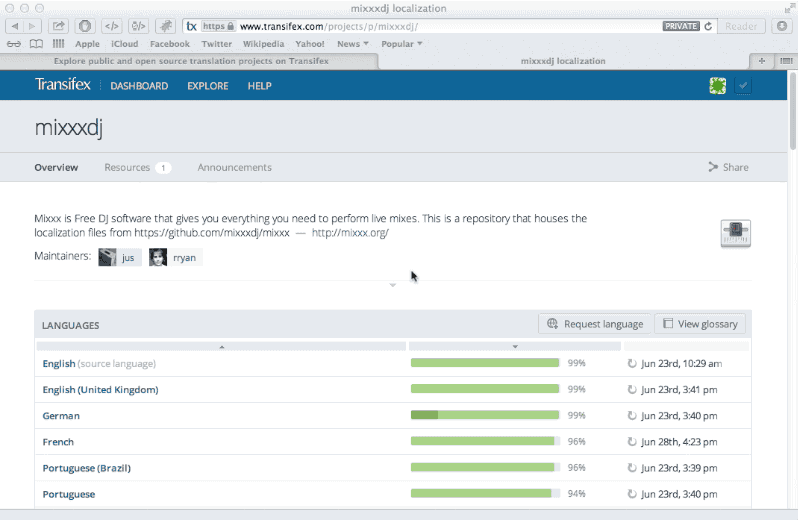 mixxxdj localization
https www.transifex.com/projects/p/mixxxdj/ PRIVATE Reader
Apple iCloud Facebook Twitter Wikipedia Yahoo! News Popular
Explore public and open source translation projects on Transifex mixxxdj localization
Transifex DASHBOARD EXPLORE HELP
mixxxdj
Overview Resources 1 Announcements Share
Mixxx is Free DJ software that gives you everything you need to perform live mixes. This is a repository that houses the
localization files from https://github.com/mixxxdj/mixxx — http://mixxx.org/
Maintainers: jus rryan
LANGUAGES Request language View glossary
English (source language) 99% Jun 23rd, 10:29 am
English (United Kingdom) 99% Jun 23rd, 3:41 pm
German 99% Jun 23rd, 3:40 pm
French 96% Jun 28th, 4:23 pm
Portuguese (Brazil) 96% Jun 23rd, 3:39 pm
Portuguese 94% Jun 23rd, 3:40 pm